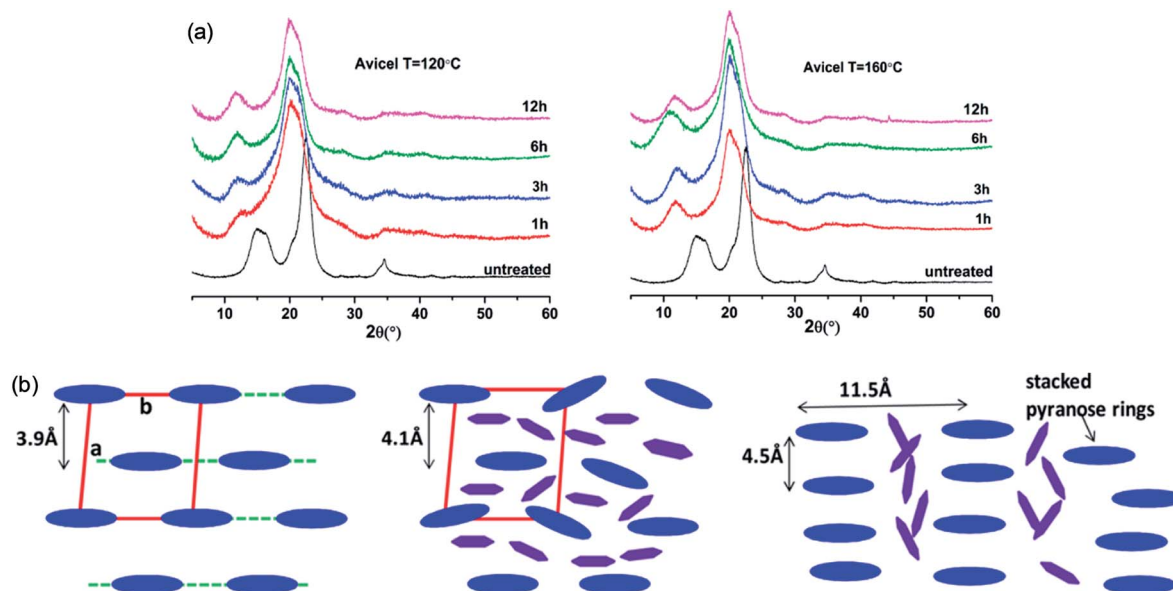 (a)
Avicel T=120°C
12h
6h
3h
1h
untreated
10 20 30 40 50 60
2θ(°)
Avicel T=160°C
12h
6h
3h
1h
untreated
10 20 30 40 50 60
2θ(°)
(b)
b
3.9Å
a
4.1Å
11.5Å
4.5Å
stacked
pyranose rings